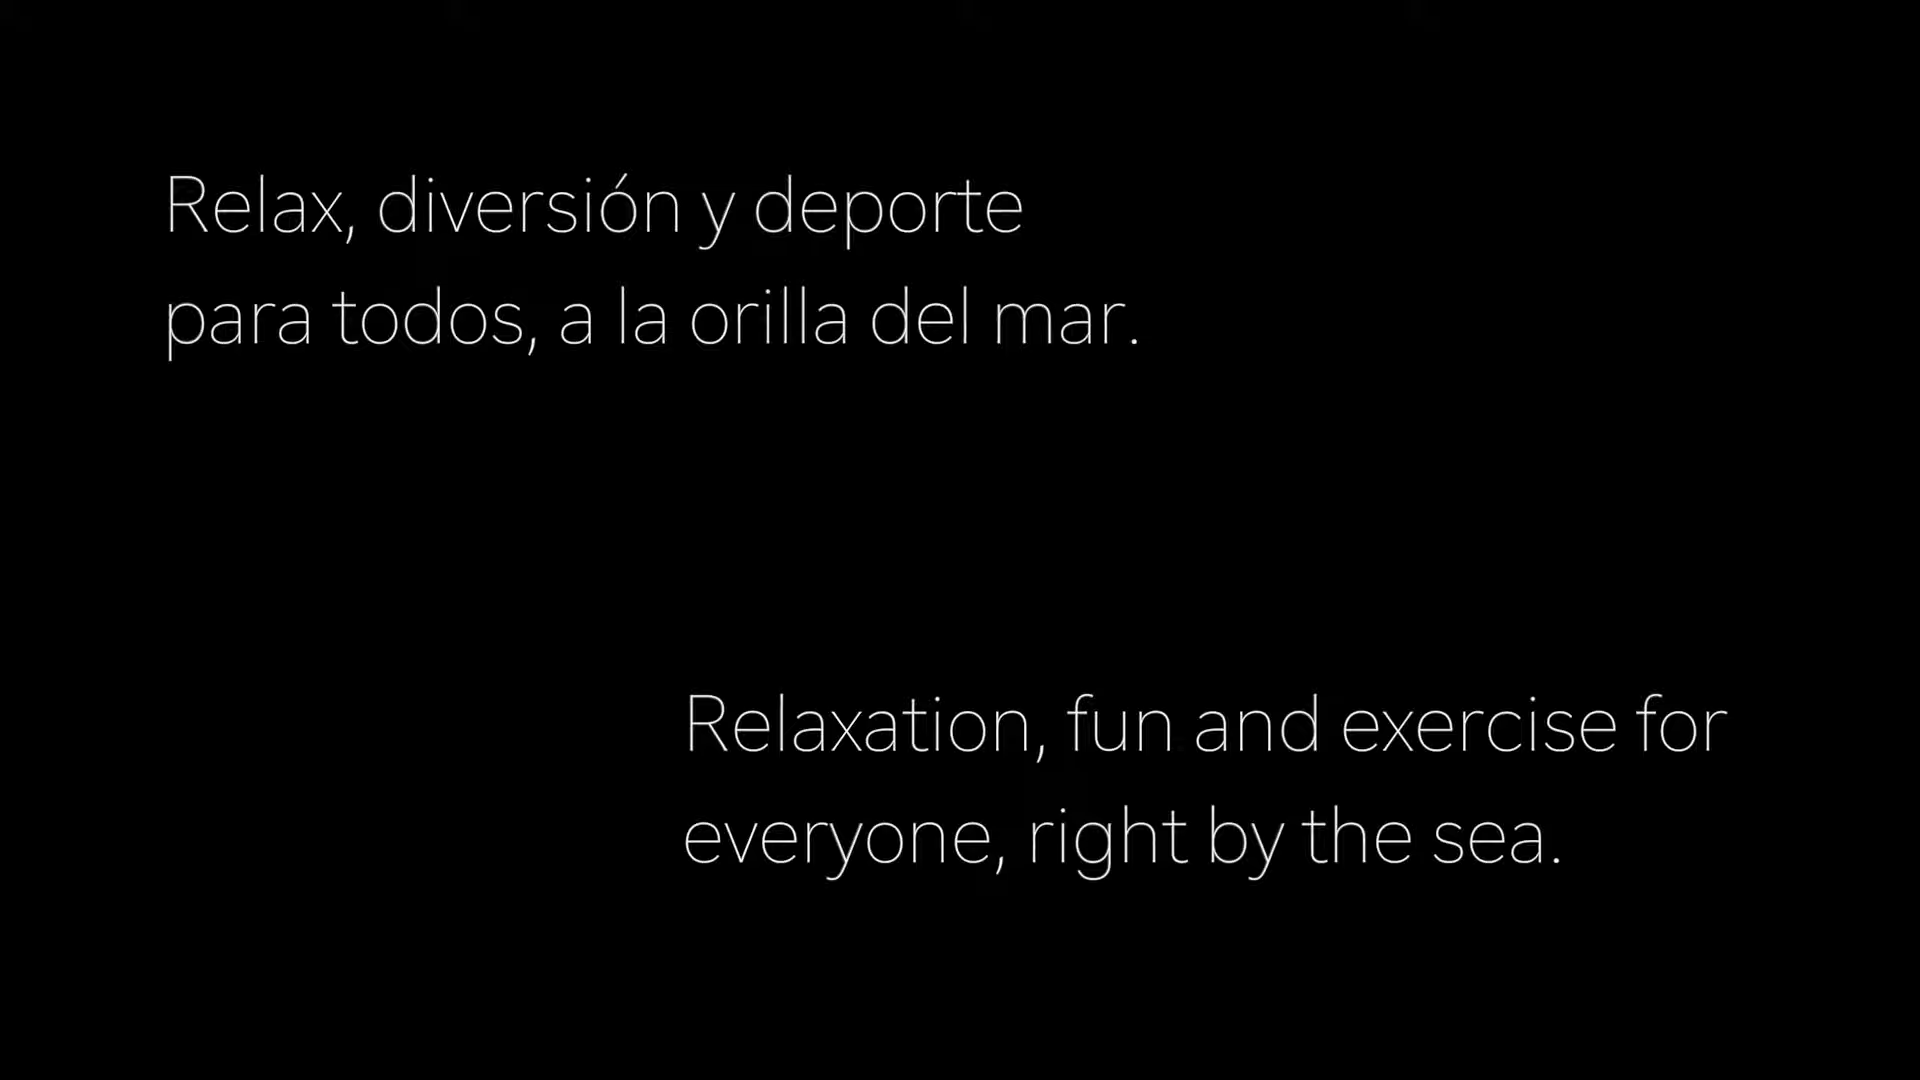 Relax, diversión y deporte
para todos, a la orilla del mar.
Relaxation, fun and exercise for
everyone, right by the sea.